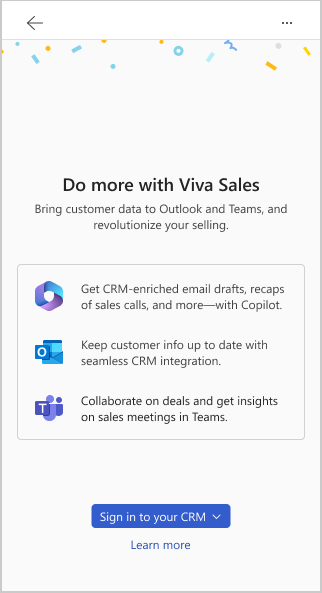 Do more with Viva Sales
Bring customer data to Outlook and Teams, and
revolutionize your selling.
Get CRM-enriched email drafts, recaps
of sales calls, and more—with Copilot.
Keep customer info up to date with
seamless CRM integration.
Collaborate on deals and get insights
on sales meetings in Teams.
Sign in to your CRM
Learn more